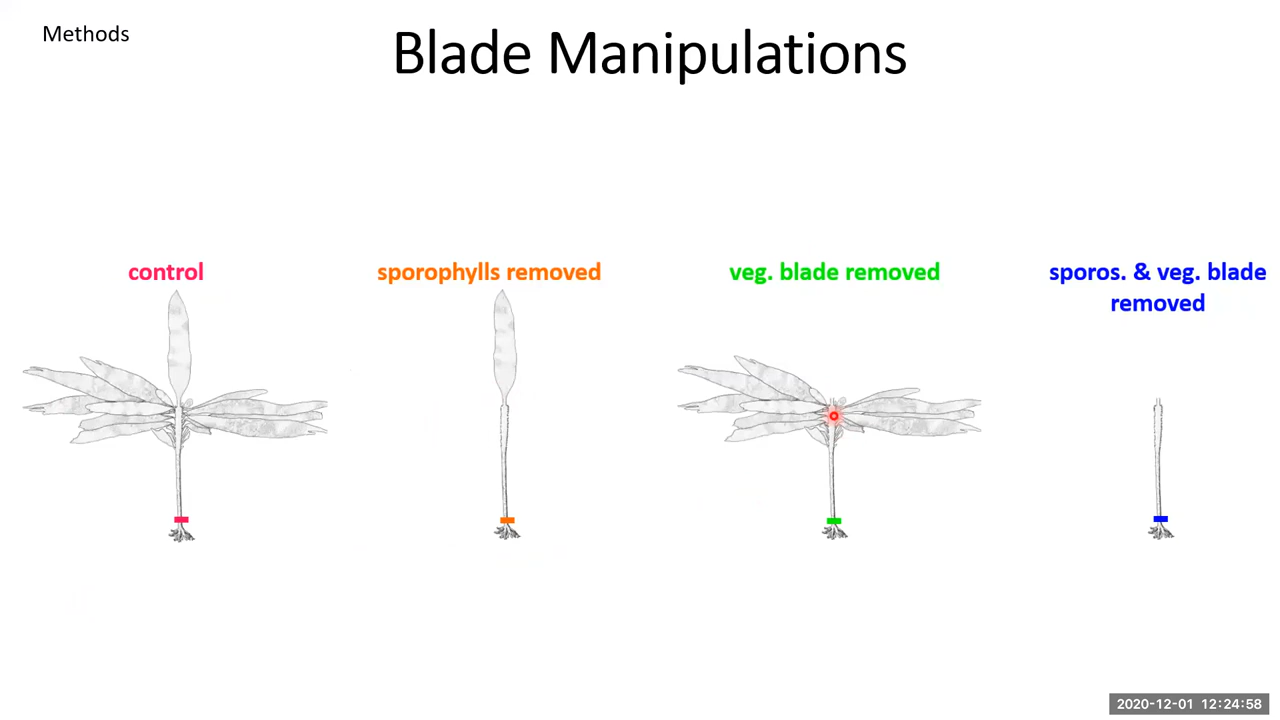 Methods
Blade Manipulations
control
sporophylls removed
veg. blade removed
sporos. & veg. blade
removed
2020-12-01 12:24:58